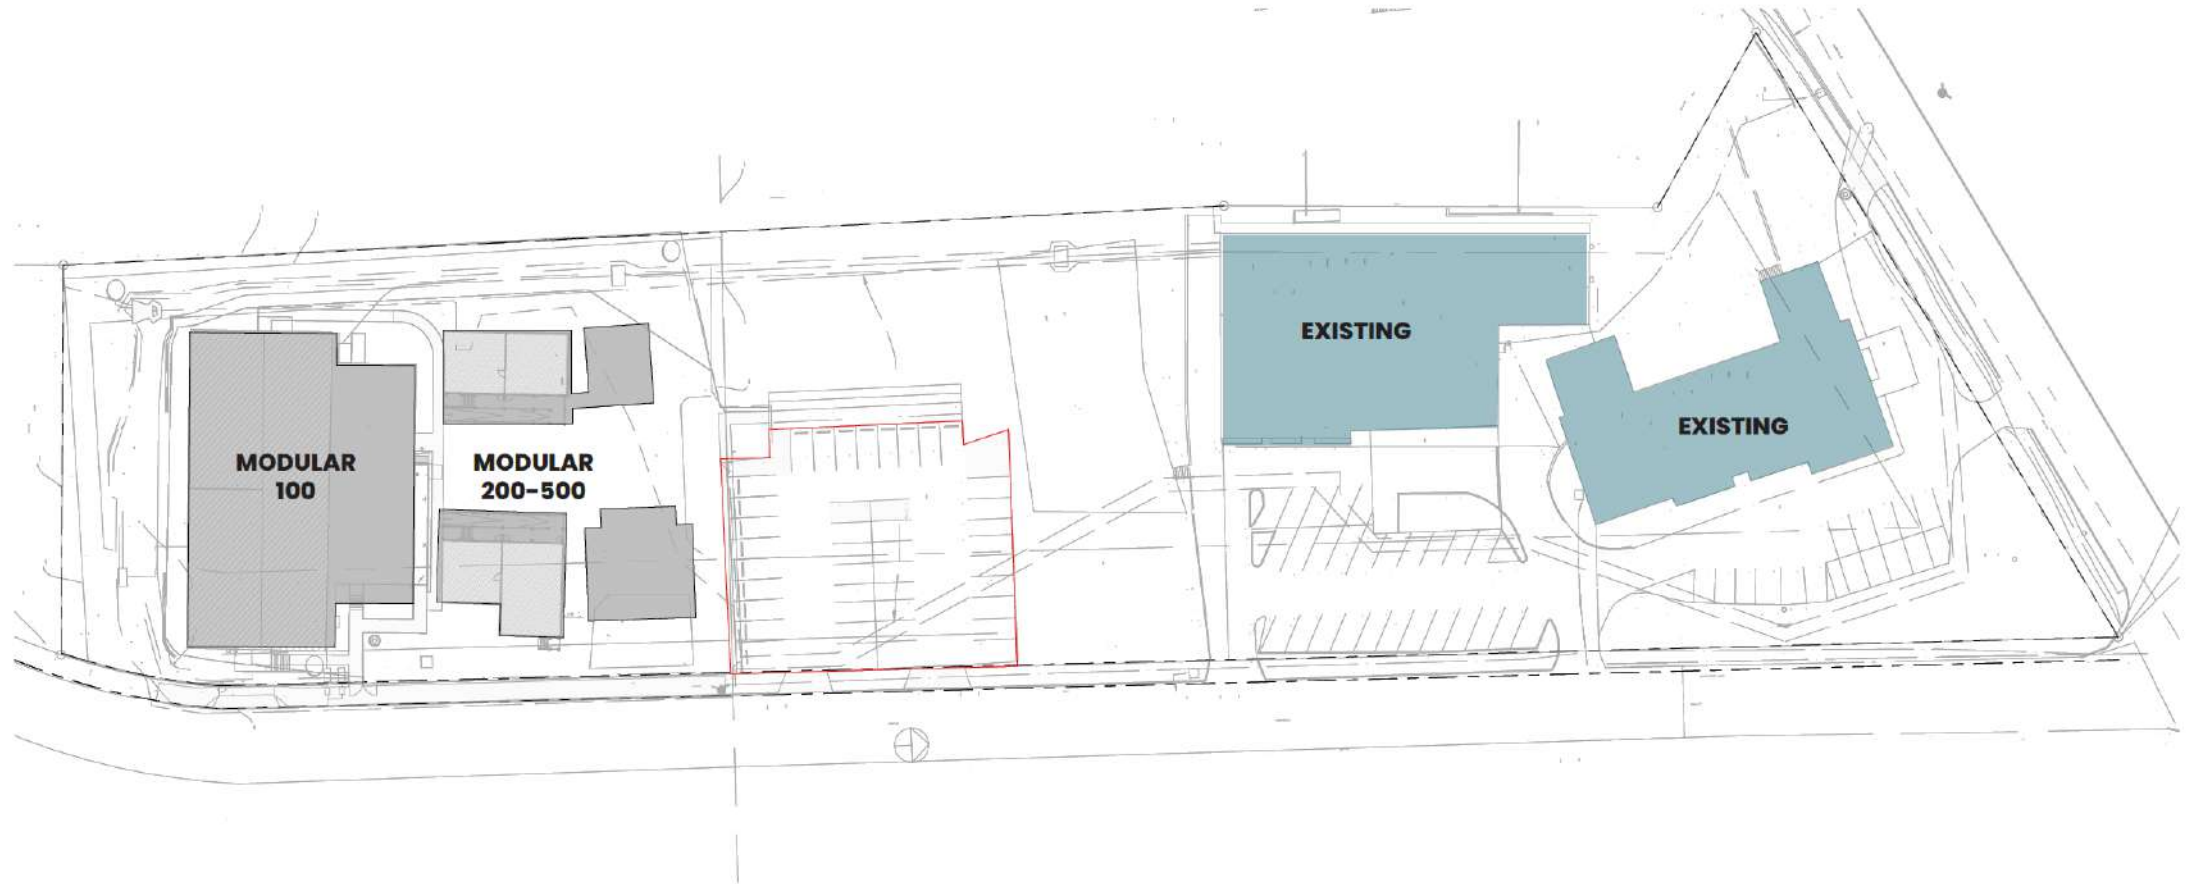 EXISTING
EXISTING
MODULAR
100
MODULAR
200-500